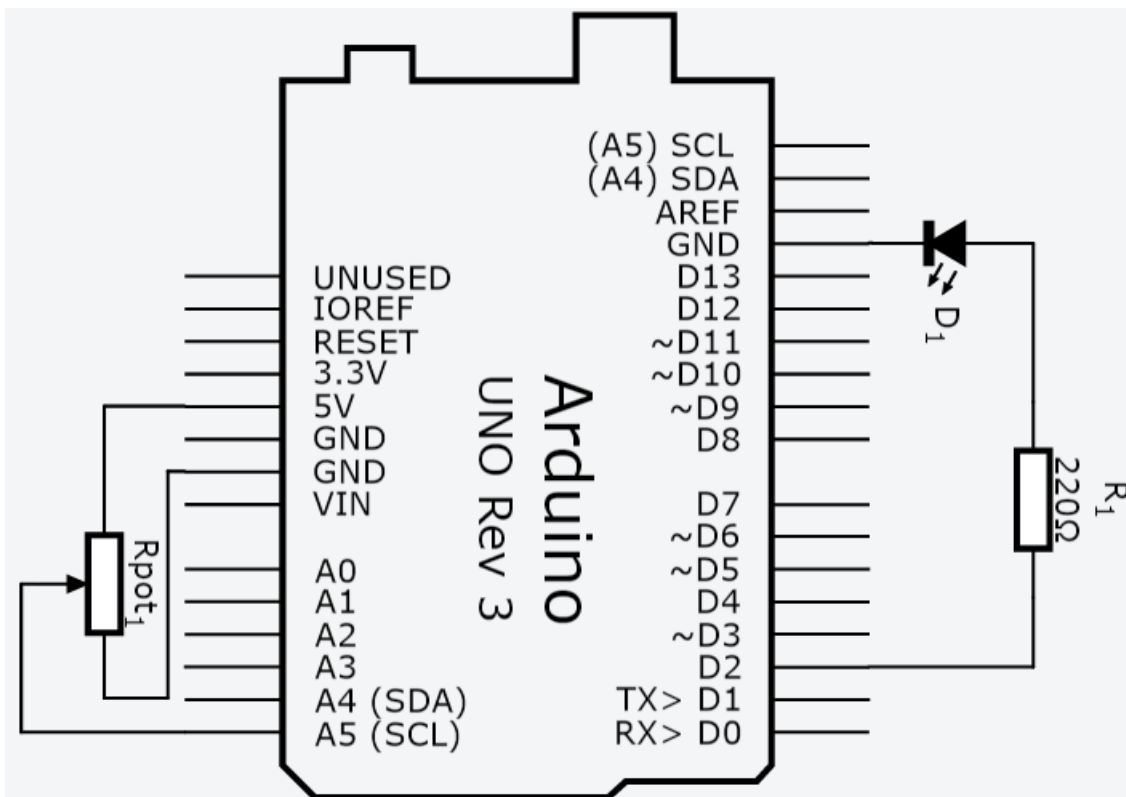 (A5) SCL
(A4) SDA
AREF
GND
D13
D12
~D11
~D10
~D9
D8
D7
~D6
~D5
D4
~D3
D2
TX> D1
RX> D0
UNUSED
IOREF
RESET
3.3V
5V
GND
GND
VIN
A0
A1
A2
A3
A4 (SDA)
A5 (SCL)
Arduino
UNO Rev 3
Rpot₁
D₁
R₁
220Ω